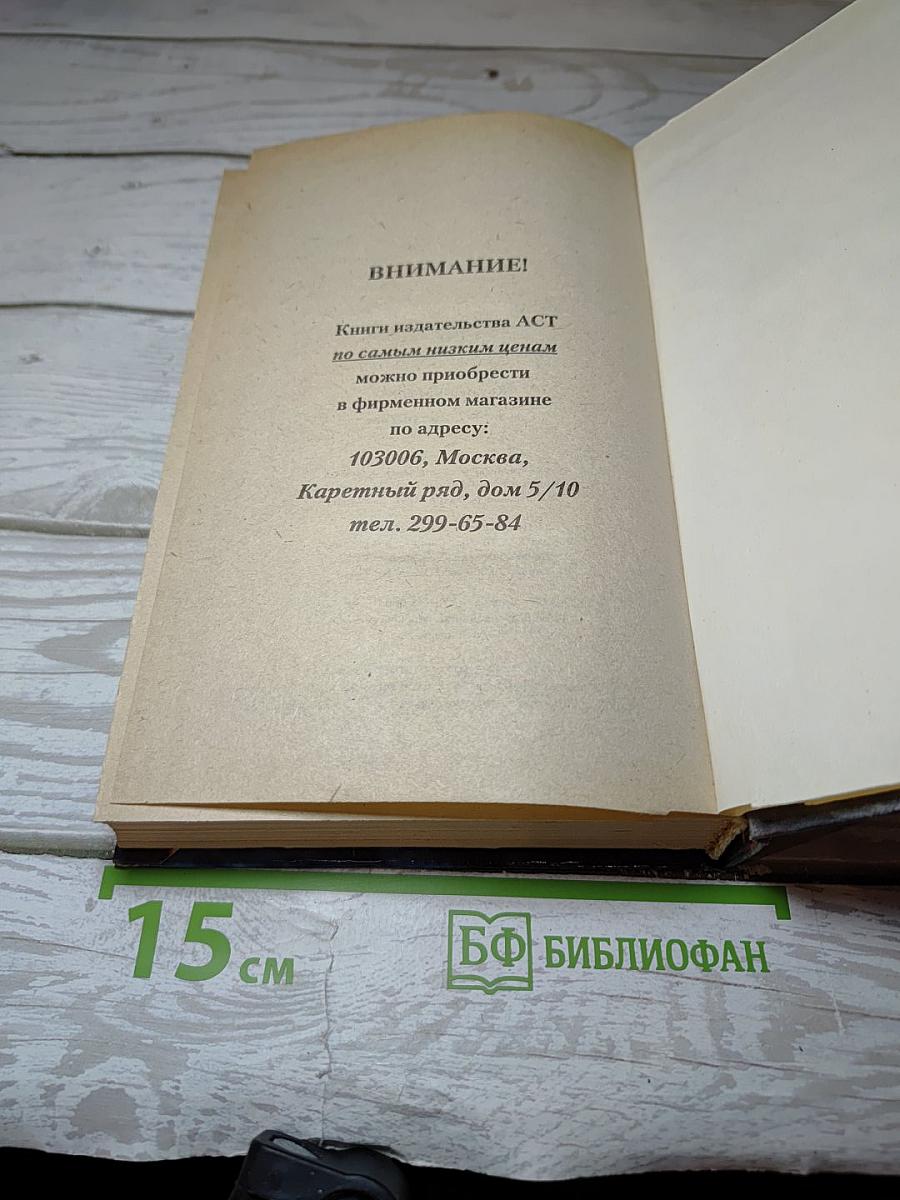 ВНИМАНИЕ!
Книги издательства АСТ
по самым низким ценам
можно приобрести
в фирменном магазине
по адресу:
103006, Москва,
Каретный ряд, дом 5/10
тел. 299-65-84
15 см
БФ БИБЛИОФАН